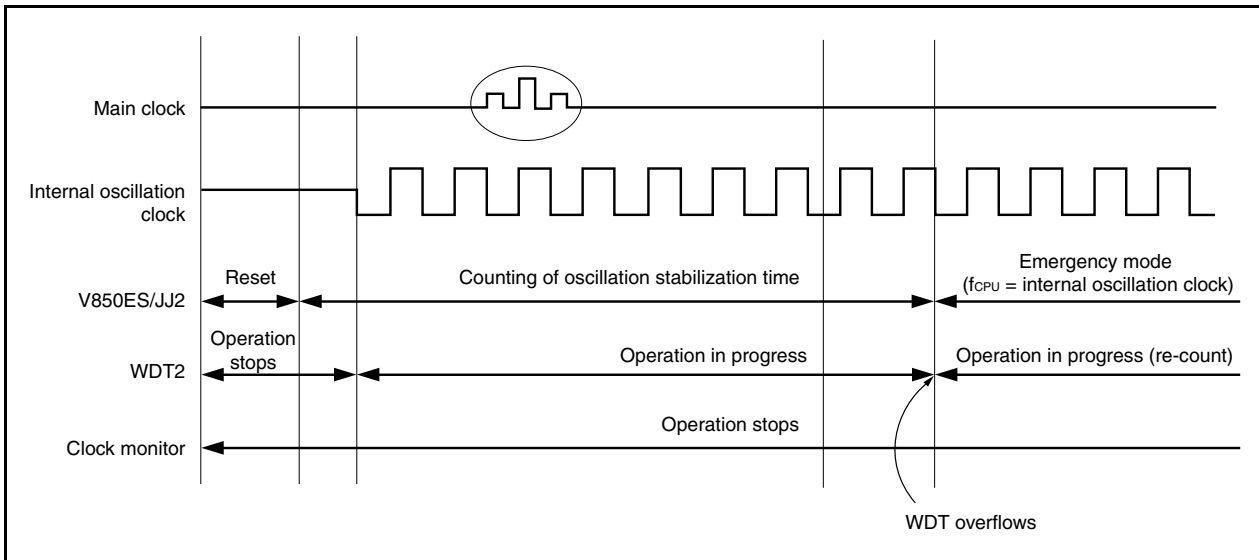 Main clock
Internal oscillation
clock
Reset
Counting of oscillation stabilization time
Emergency mode
(fCPU = internal oscillation clock)
V850ES/JJ2
Operation
stops
Operation in progress
Operation in progress (re-count)
WDT2
Operation stops
Clock monitor
WDT overflows